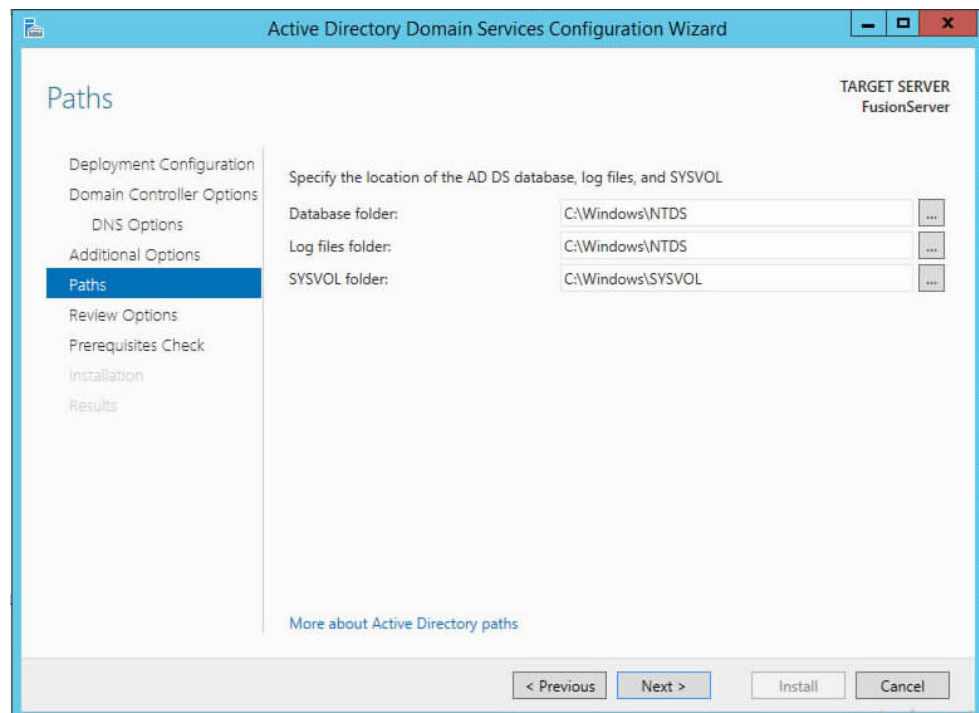 Active Directory Domain Services Configuration Wizard
Paths
TARGET SERVER
FusionServer
Deployment Configuration
Domain Controller Options
DNS Options
Additional Options
Paths
Review Options
Prerequisites Check
Installation
Results
Specify the location of the AD DS database, log files, and SYSVOL
Database folder: C:\Windows\NTDS ...
Log files folder: C:\Windows\NTDS ...
SYSVOL folder: C:\Windows\SYSVOL ...
More about Active Directory paths
< Previous Next > Install Cancel